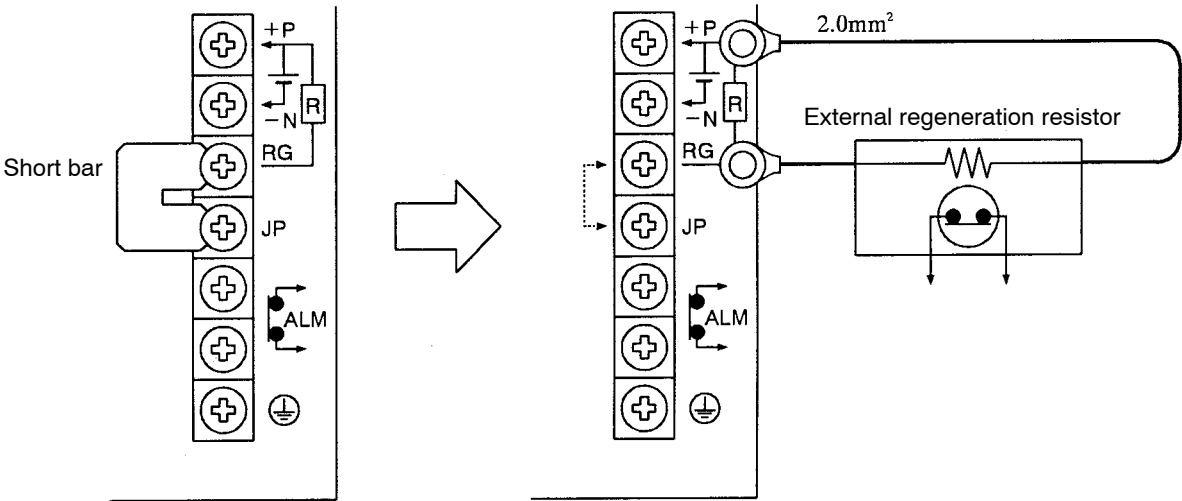 +P
R
−N
RG
Short bar
JP
ALM
+P
2.0mm²
R
−N
External regeneration resistor
RG
JP
ALM